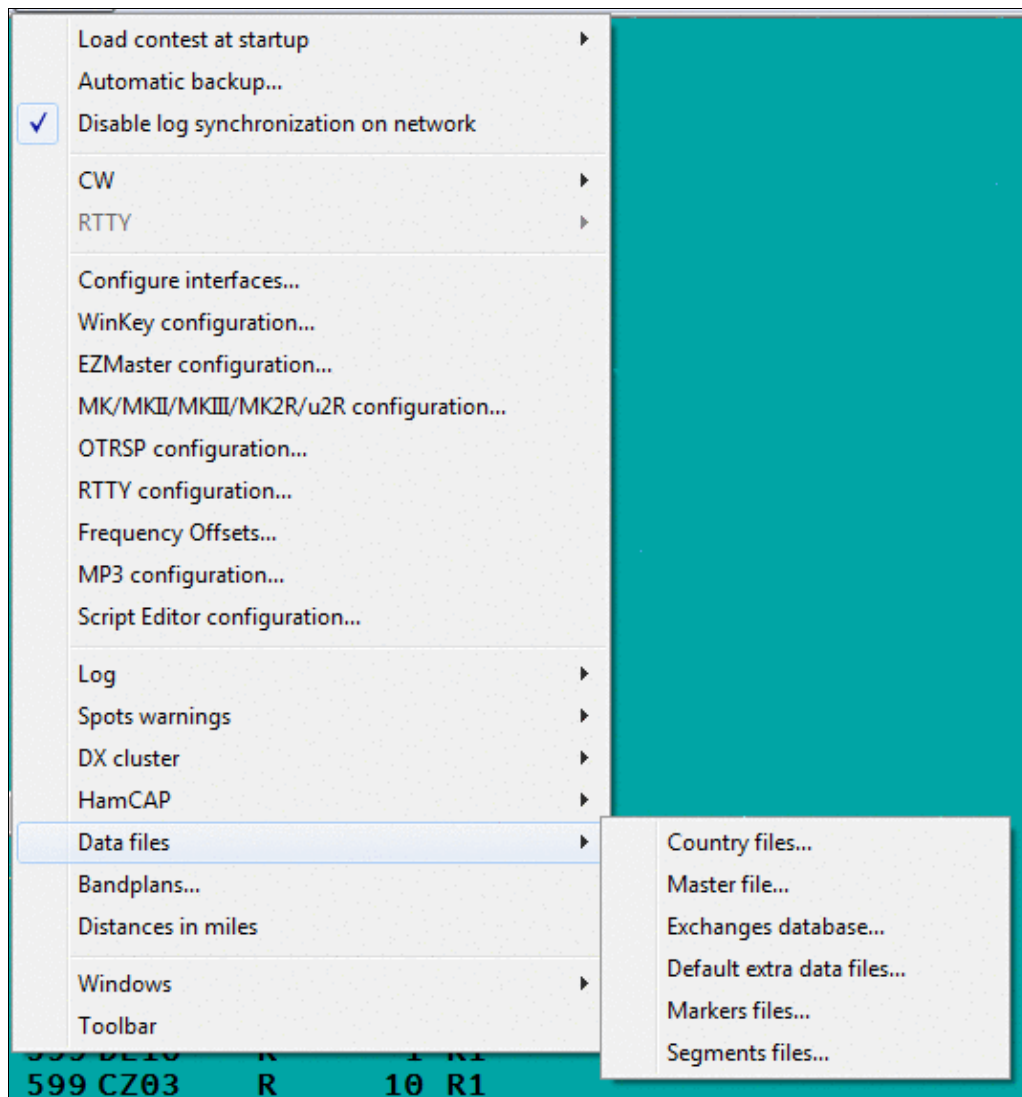 Load contest at startup
Automatic backup...
Disable log synchronization on network
CW
RTTY
Configure interfaces...
WinKey configuration...
EZMaster configuration...
MK/MKII/MKIII/MK2R/u2R configuration...
OTRSP configuration...
RTTY configuration...
Frequency Offsets...
MP3 configuration...
Script Editor configuration...
Log
Spots warnings
DX cluster
HamCAP
Data files
Bandplans...
Distances in miles
Windows
Toolbar
Country files...
Master file...
Exchanges database...
Default extra data files...
Markers files...
Segments files...
599 CZ03 R 10 R1